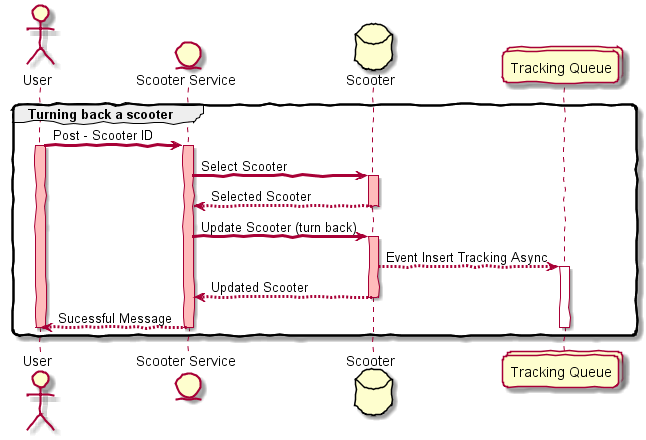 User
Scooter Service
Scooter
Tracking Queue
Turning back a scooter
Post - Scooter ID
Select Scooter
Selected Scooter
Update Scooter (turn back)
Event Insert Tracking Async
Updated Scooter
Sucessful Message
User
Scooter Service
Scooter
Tracking Queue